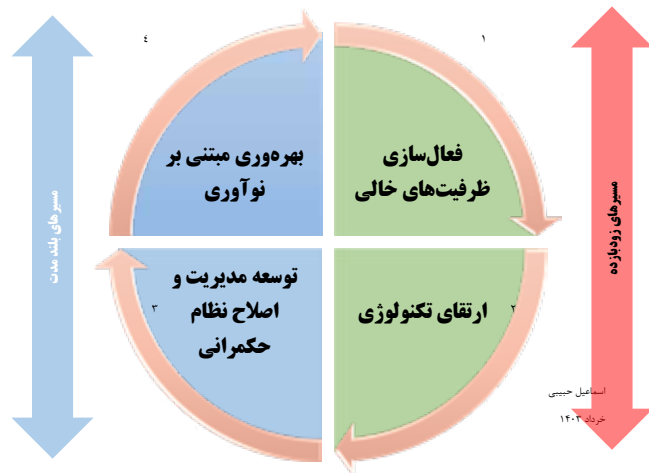 ۱
فعال‌سازی
ظرفیت‌های خالی
۲
ارتقای تکنولوژی
۳
توسعه مدیریت و
اصلاح نظام
حکمرانی
٤
بهره‌وری مبتنی بر
نوآوری
مسیرهای زودبازده
مسیرهای بلند مدت
اسماعیل حبیبی
خرداد ۱۴۰۳